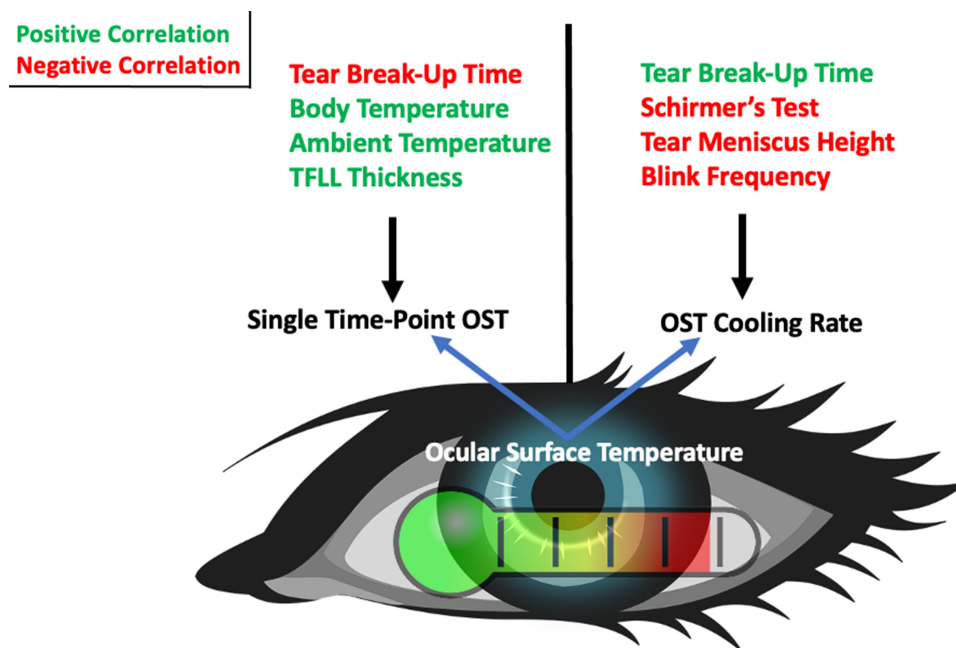 Positive Correlation
Negative Correlation
Tear Break-Up Time
Body Temperature
Ambient Temperature
TFLL Thickness
Single Time-Point OST
Tear Break-Up Time
Schirmer’s Test
Tear Meniscus Height
Blink Frequency
OST Cooling Rate
Ocular Surface Temperature